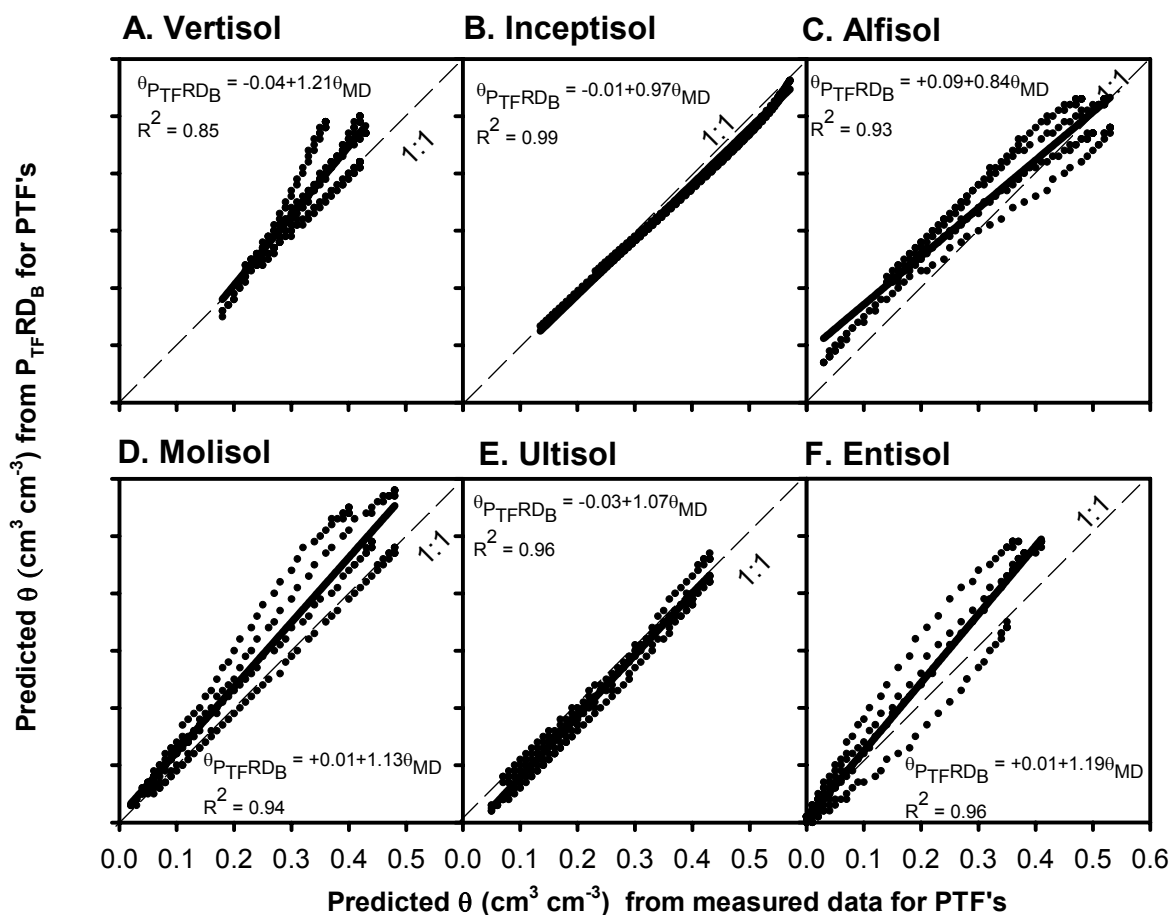 A. Vertisol
B. Inceptisol
C. Alfisol
θPTFRDB = -0.04+1.21θMD
R2 = 0.85
1:1
θPTFRDB = -0.01+0.97θMD
R2 = 0.99
1:1
θPTFRDB = +0.09+0.84θMD
R2 = 0.93
1:1
D. Molisol
E. Ultisol
F. Entisol
θPTFRDB = +0.01+1.13θMD
R2 = 0.94
1:1
θPTFRDB = -0.03+1.07θMD
R2 = 0.96
1:1
θPTFRDB = +0.01+1.19θMD
R2 = 0.96
1:1
0.0 0.1 0.2 0.3 0.4 0.5 0.0 0.1 0.2 0.3 0.4 0.5 0.0 0.1 0.2 0.3 0.4 0.5 0.6
Predicted θ (cm3 cm-3) from measured data for PTF's
Predicted θ (cm3 cm-3) from PTFRDB for PTF's